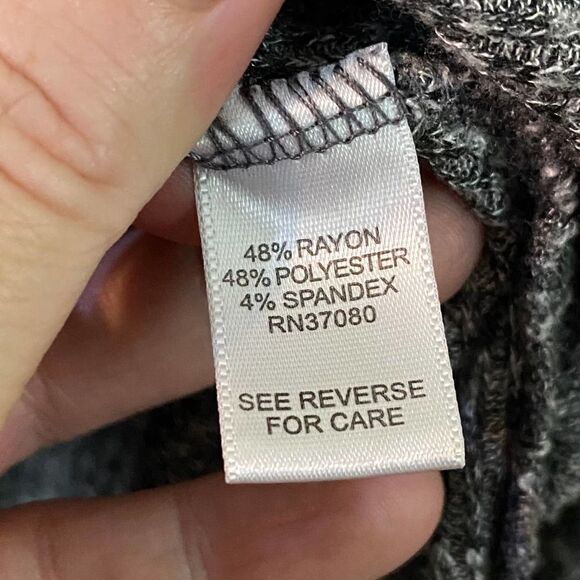 48% RAYON
48% POLYESTER
4% SPANDEX
RN37080
SEE REVERSE
FOR CARE